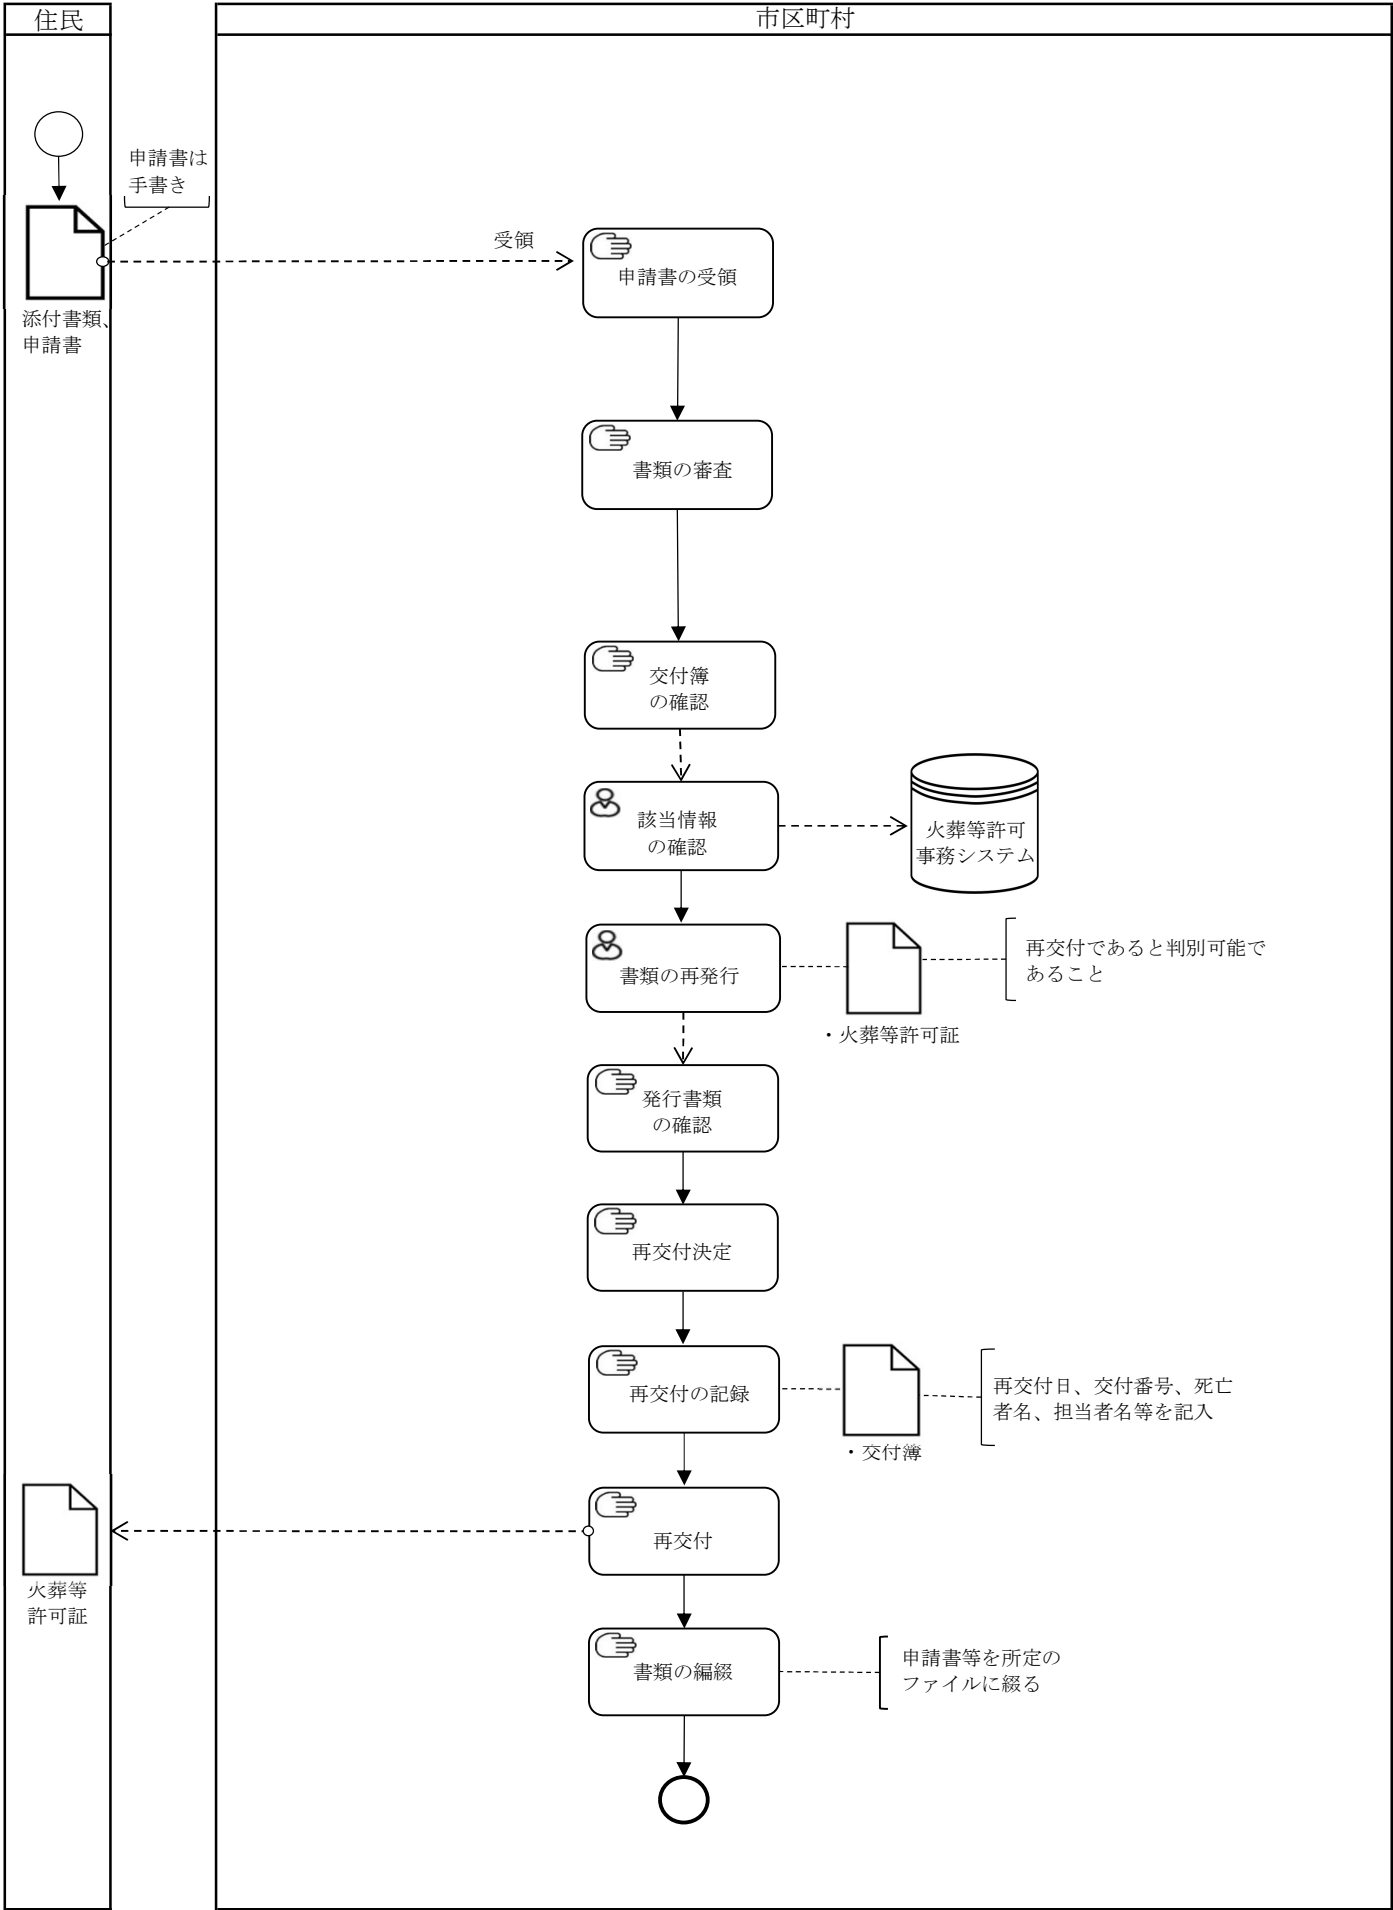 住民
市区町村
申請書は
手書き
受領
添付書類、
申請書
申請書の受領
書類の審査
交付簿
の確認
該当情報
の確認
火葬等許可
事務システム
書類の再発行
・火葬等許可証
再交付であると判別可能で
あること
発行書類
の確認
再交付決定
再交付の記録
・交付簿
再交付日、交付番号、死亡
者名、担当者名等を記入
再交付
火葬等
許可証
書類の編綴
申請書等を所定の
ファイルに綴る